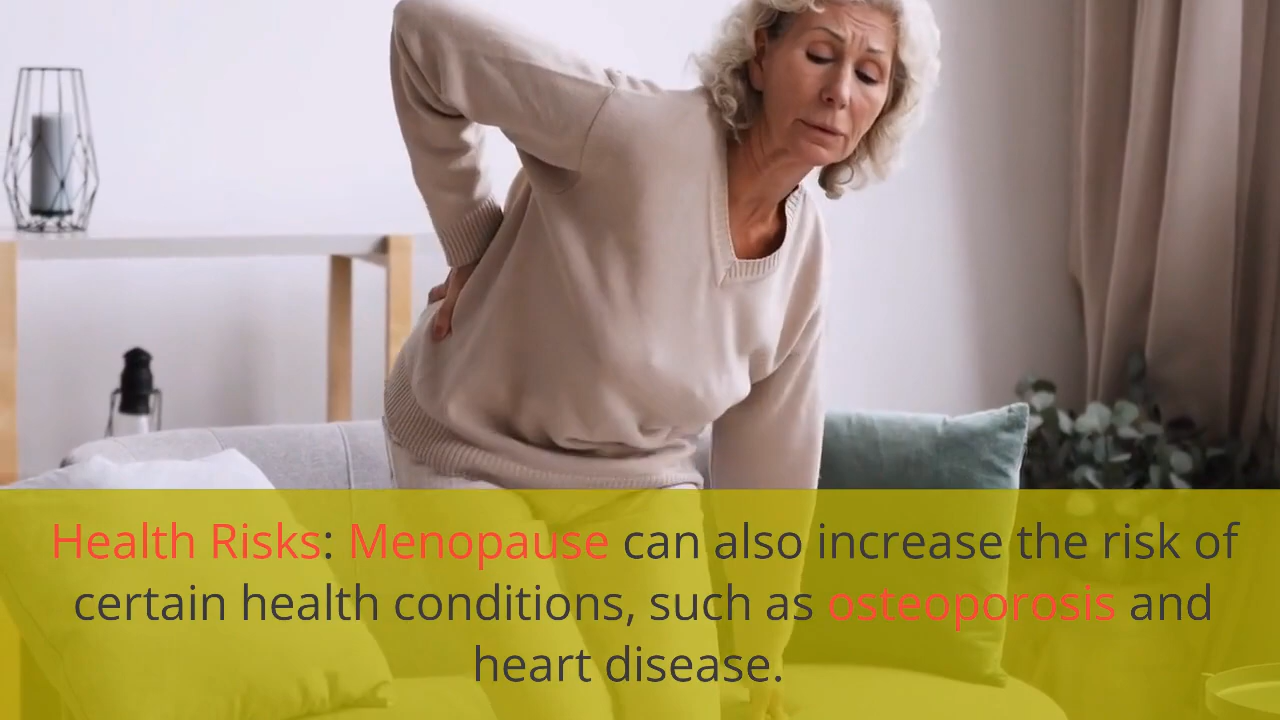 Health Risks: Menopause can also increase the risk of
certain health conditions, such as osteoporosis and
heart disease.